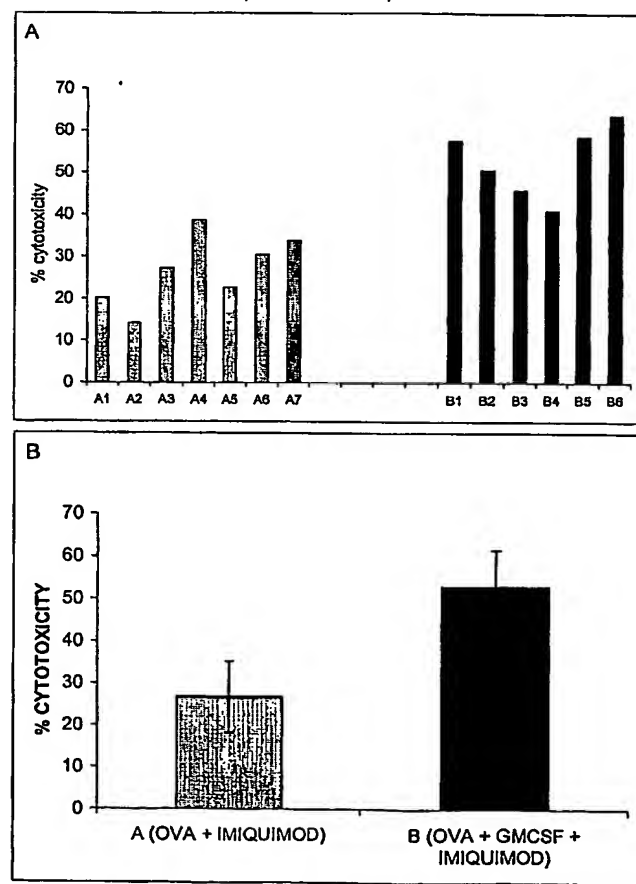 A
70
60
50
40
30
20
10
0
% cytotoxicity
A1 A2 A3 A4 A5 A6 A7 B1 B2 B3 B4 B5 B6
B
70
60
50
40
30
20
10
0
% CYTOTOXICITY
A (OVA + IMIQUIMOD) B (OVA + GMCSF +
IMIQUIMOD)